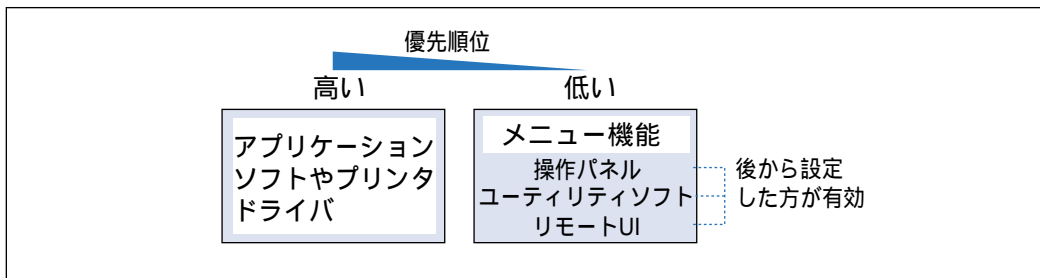 優先順位
高い
低い
アプリケーション
ソフトやプリンタ
ドライバ
メニュー機能
操作パネル
ユーティリティソフト
リモートUI
後から設定
した方が有効